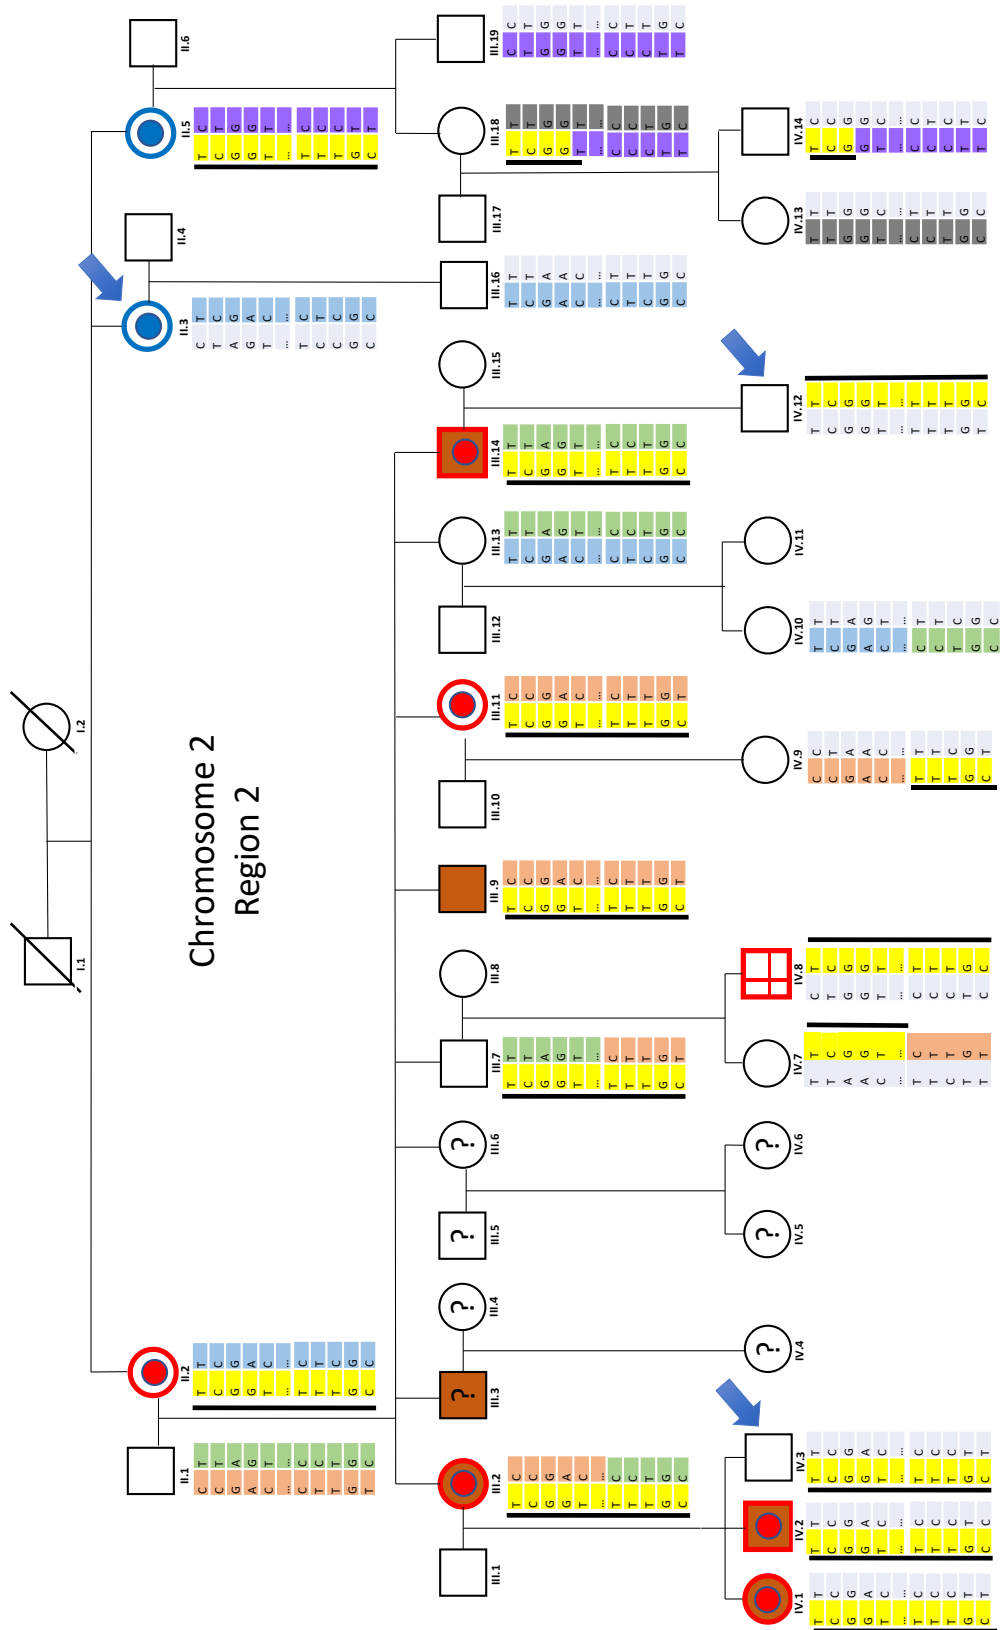 Chromosome 2
Region 2
I.1
I.2
II.1
C C G A C ... C T T G T
T T A G T ... C C T G C
II.2
T C G G T ... T T T G C
T C G A C ... C T C G C
II.3
C T A G T ... T C C G C
T C G A C ... C T C G C
II.4
II.5
T C G G T ... T T T G C
C T G G T ... C C C T T
II.6
III.1
III.2
T C G G T ... T T T G C
C C G A C ... C C T G C
?
III.3
?
III.4
?
III.5
?
III.6
III.7
T C G G T ... T T T G C
T T A G T ... C T T G T
III.8
III.9
T C G G T ... T T T G C
C C G A C ... C T T G T
III.10
III.11
T C G G T ... T T T G C
C C G A C ... C T T G T
III.12
III.13
T C G A C ... C T C G C
T T A G T ... C C T G C
III.14
T C G G T ... T T T G C
T T A G T ... C C T G C
III.15
III.16
T C G A C ... C T C G C
T T A A C ... T T T G C
III.17
III.18
T C G G T ... C C C T T
T T G G T ... C C T G C
III.19
C T G G T ... C C C T T
C T G G T ... C C T G C
IV.1
T C G G T ... T T T G C
T C G A C ... C C C T T
IV.2
T C G G T ... T T T G C
T C G A C ... C C C T C
IV.3
T C G G T ... T T T G C
T C G A C ... C C C T T
?
IV.4
?
IV.5
?
IV.6
IV.7
T T A A C ... T T C T T
T C G G T ... C T T G T
IV.8
C T G G T ... C C C T C
T C G G T ... T T T G C
IV.9
C C G A C ... T T T G C
C T A A C ... T T C G T
IV.10
T C G A C ... C C T G C
T T A G T ... T T C G C
IV.11
IV.12
T C G G T ... T T T G T
T C G G T ... T T T G C
IV.13
T T G G T ... C C T G C
T T G G C ... T T T G C
IV.14
T C G G T ... C C C T T
C C G G C ... C T C T C